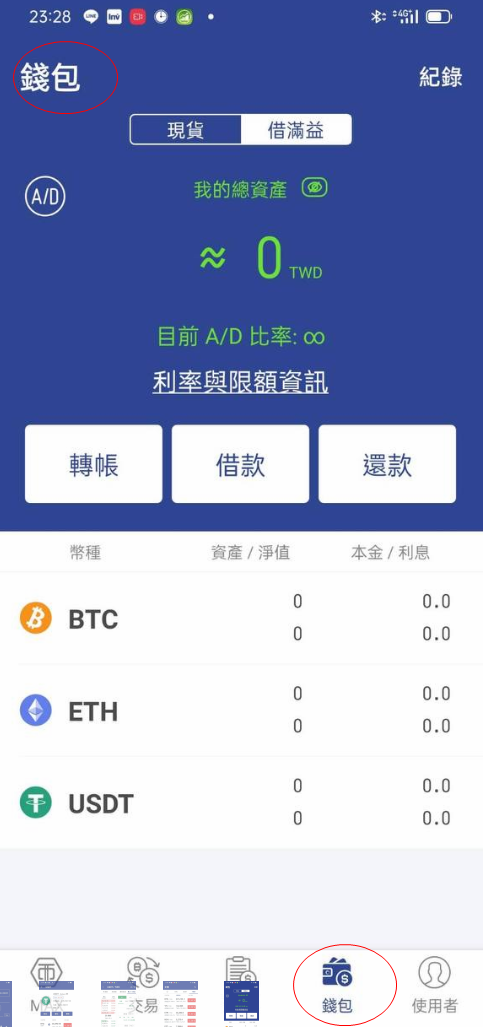 23:28
錢包
紀錄
現貨
借滿益
A/D
我的總資產
≈ 0 TWD
目前 A/D 比率: ∞
利率與限額資訊
轉帳
借款
還款
幣種
資產 / 淨值
本金 / 利息
BTC
0
0.0
0
0.0
ETH
0
0.0
0
0.0
USDT
0
0.0
0
0.0
易
錢包
使用者